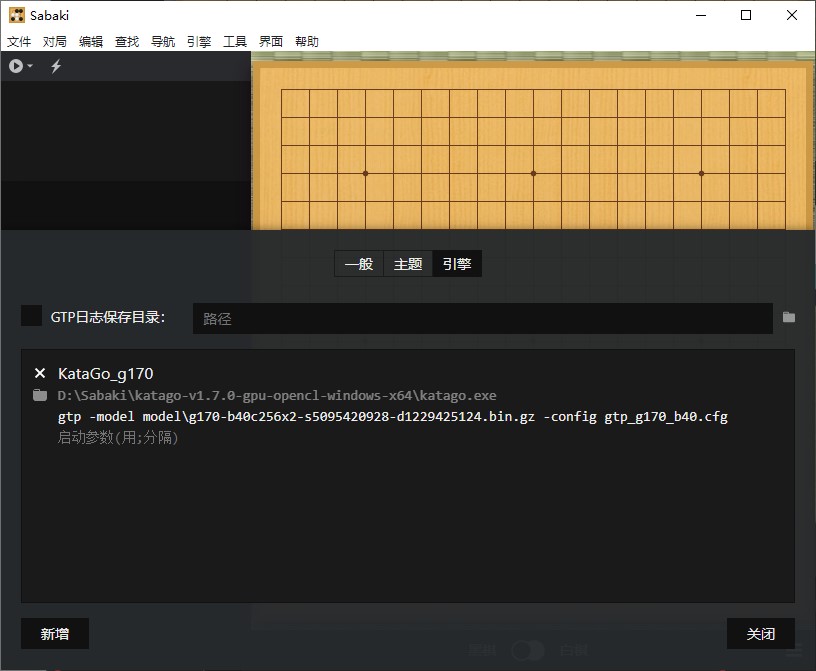 Sabaki
文件 对局 编辑 查找 导航 引擎 工具 界面 帮助
一般 主题 引擎
GTP日志保存目录: 路径
KataGo_g170
D:\Sabaki\katago-v1.7.0-gpu-opencl-windows-x64\katago.exe
gtp -model model\g170-b40c256x2-s5095420928-d1229425124.bin.gz -config gtp_g170_b40.cfg
启动参数(用;分隔)
新增 关闭